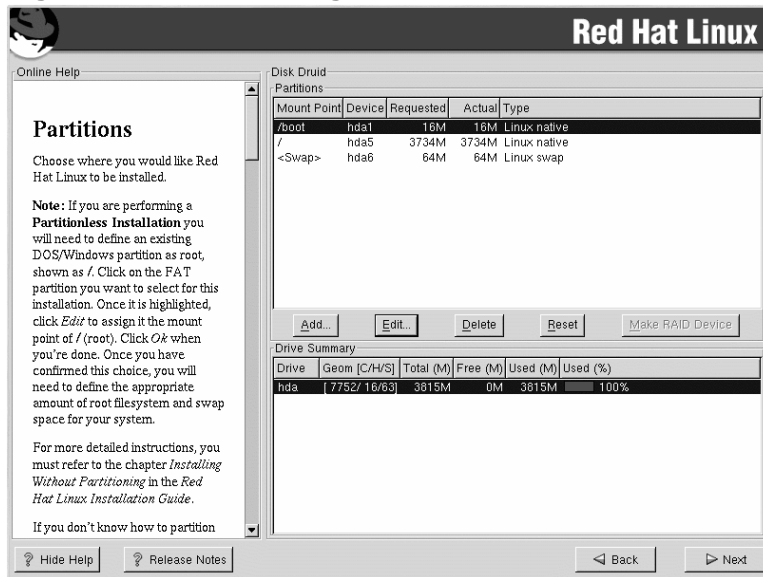 Red Hat Linux
Online Help
Partitions
Choose where you would like Red
Hat Linux to be installed.
Note: If you are performing a
Partitionless Installation you
will need to define an existing
DOS/Windows partition as root,
shown as /. Click on the FAT
partition you want to select for this
installation. Once it is highlighted,
click Edit to assign it the mount
point of / (root). Click Ok when
you're done. Once you have
confirmed this choice, you will
need to define the appropriate
amount of root filesystem and swap
space for your system.
For more detailed instructions, you
must refer to the chapter Installing
Without Partitioning in the Red
Hat Linux Installation Guide.
If you don't know how to partition
Disk Druid
Partitions
Mount Point Device Requested Actual Type
/boot hda1 16M 16M Linux native
/ hda5 3734M 3734M Linux native
<Swap> hda6 64M 64M Linux swap
Add... Edit... Delete Reset Make RAID Device
Drive Summary
Drive Geom [C/H/S] Total (M) Free (M) Used (M) Used (%)
hda [ 7752/ 16/63] 3815M 0M 3815M 100%
Hide Help Release Notes Back Next